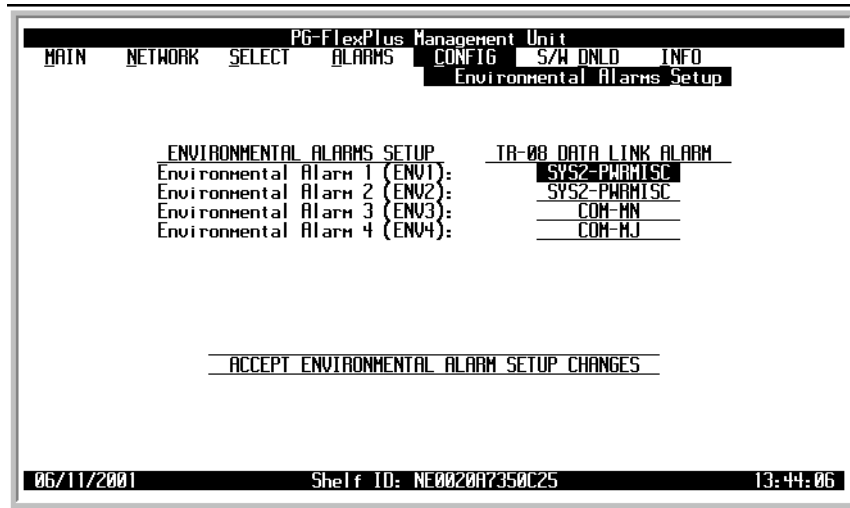 PG-FlexPlus Management Unit
MAIN NETWORK SELECT ALARMS CONFIG S/W DNLD INFO
Environmental Alarms Setup
ENVIRONMENTAL ALARMS SETUP TR-08 DATA LINK ALARM
Environmental Alarm 1 (ENV1): SYS2-PWRMISC
Environmental Alarm 2 (ENV2): SYS2-PWRMISC
Environmental Alarm 3 (ENV3): COM-MN
Environmental Alarm 4 (ENV4): COM-MJ
ACCEPT ENVIRONMENTAL ALARM SETUP CHANGES
06/11/2001 Shelf ID: NE0020A7350C25 13:44:06